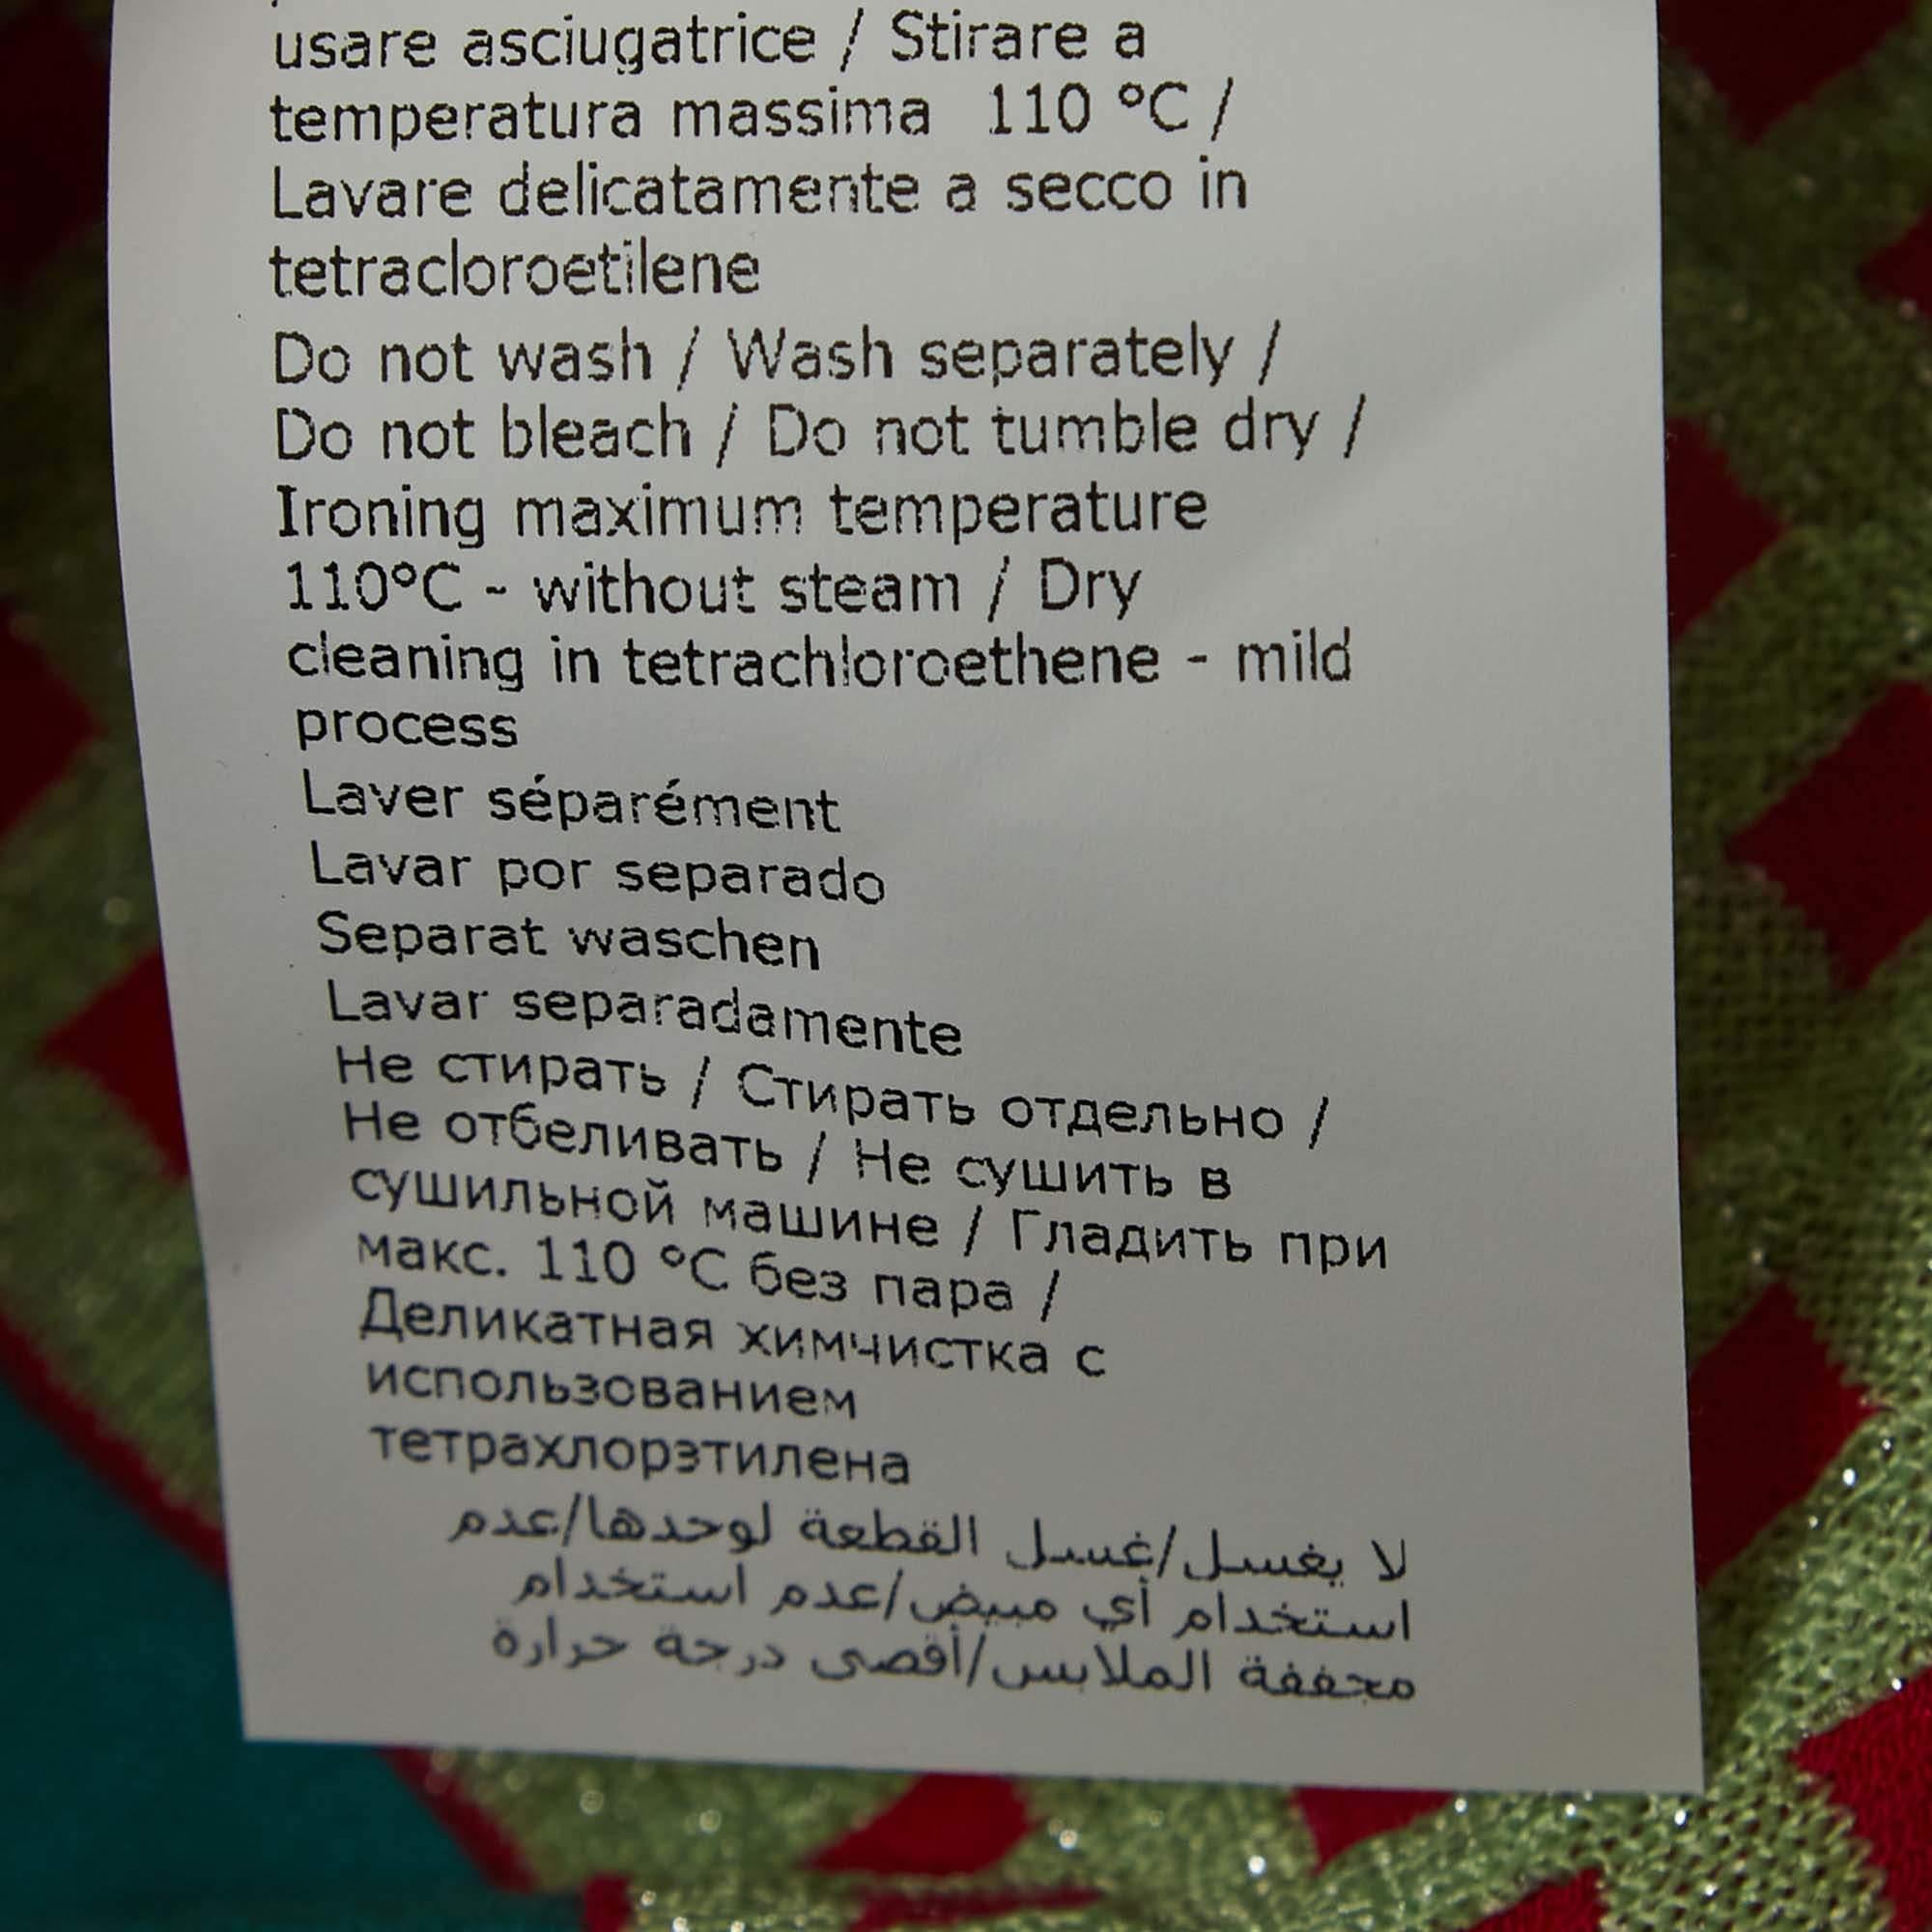 usare asciugatrice / Stirare a
temperatura massima 110 °C /
Lavare delicatamente a secco in
tetracloroetilene
Do not wash / Wash separately /
Do not bleach / Do not tumble dry /
Ironing maximum temperature
110°C - without steam / Dry
cleaning in tetrachloroethene - mild
process
Laver séparément
Lavar por separado
Separat waschen
Lavar separadamente
Не стирать / Стирать отдельно /
Не отбеливать / Не сушить в
сушильной машине / Гладить при
макс. 110 °C без пара /
Деликатная химчистка с
использованием
тетрахлорэтилена
لا يغسل/غسل القطعة لوحدها/عدم
استخدام أي مبيض/عدم استخدام
مجففة الملابس/أقصى درجة حرارة